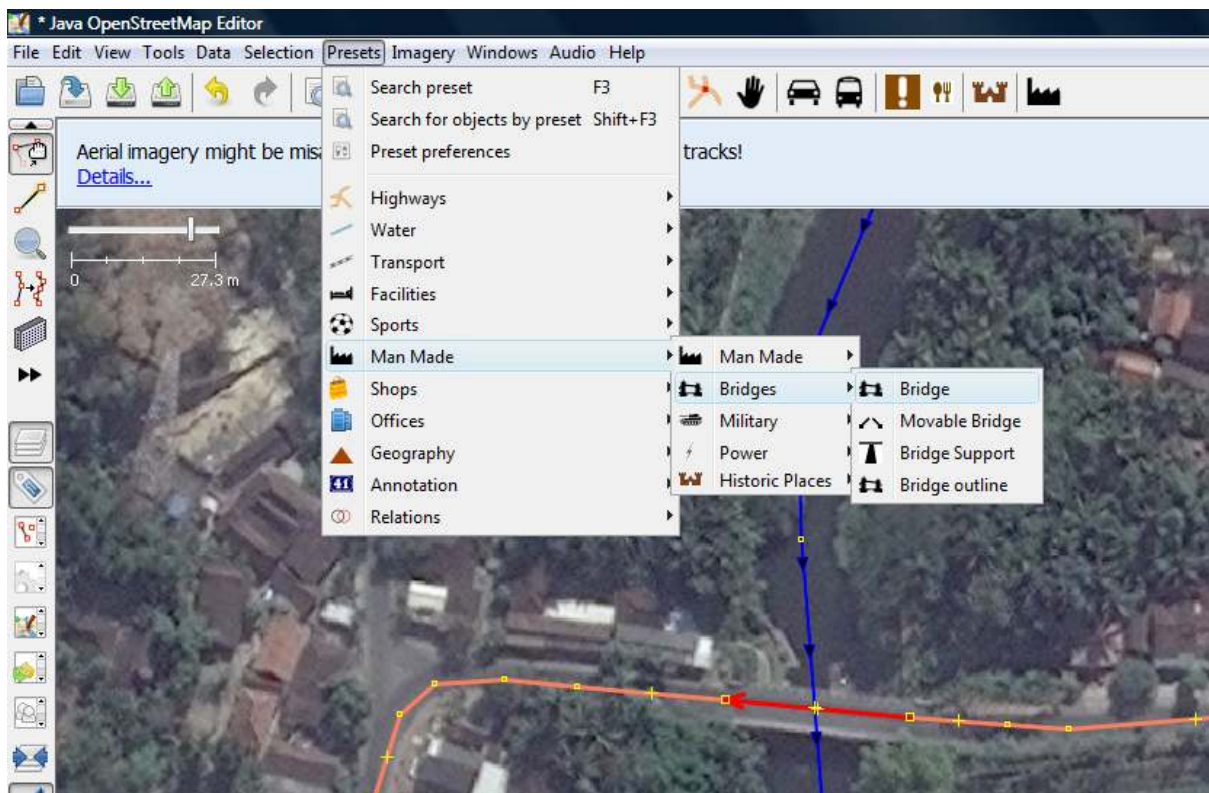 * Java OpenStreetMap Editor
File Edit View Tools Data Selection Presets Imagery Windows Audio Help
Search preset F3
Search for objects by preset Shift+F3
Preset preferences
Aerial imagery might be misa tracks!
Details...
0 27,3 m
Highways
Water
Transport
Facilities
Sports
Man Made
Shops
Offices
Geography
41 Annotation
Relations
Man Made
Bridges
Military
Power
Historic Places
Bridge
Movable Bridge
Bridge Support
Bridge outline